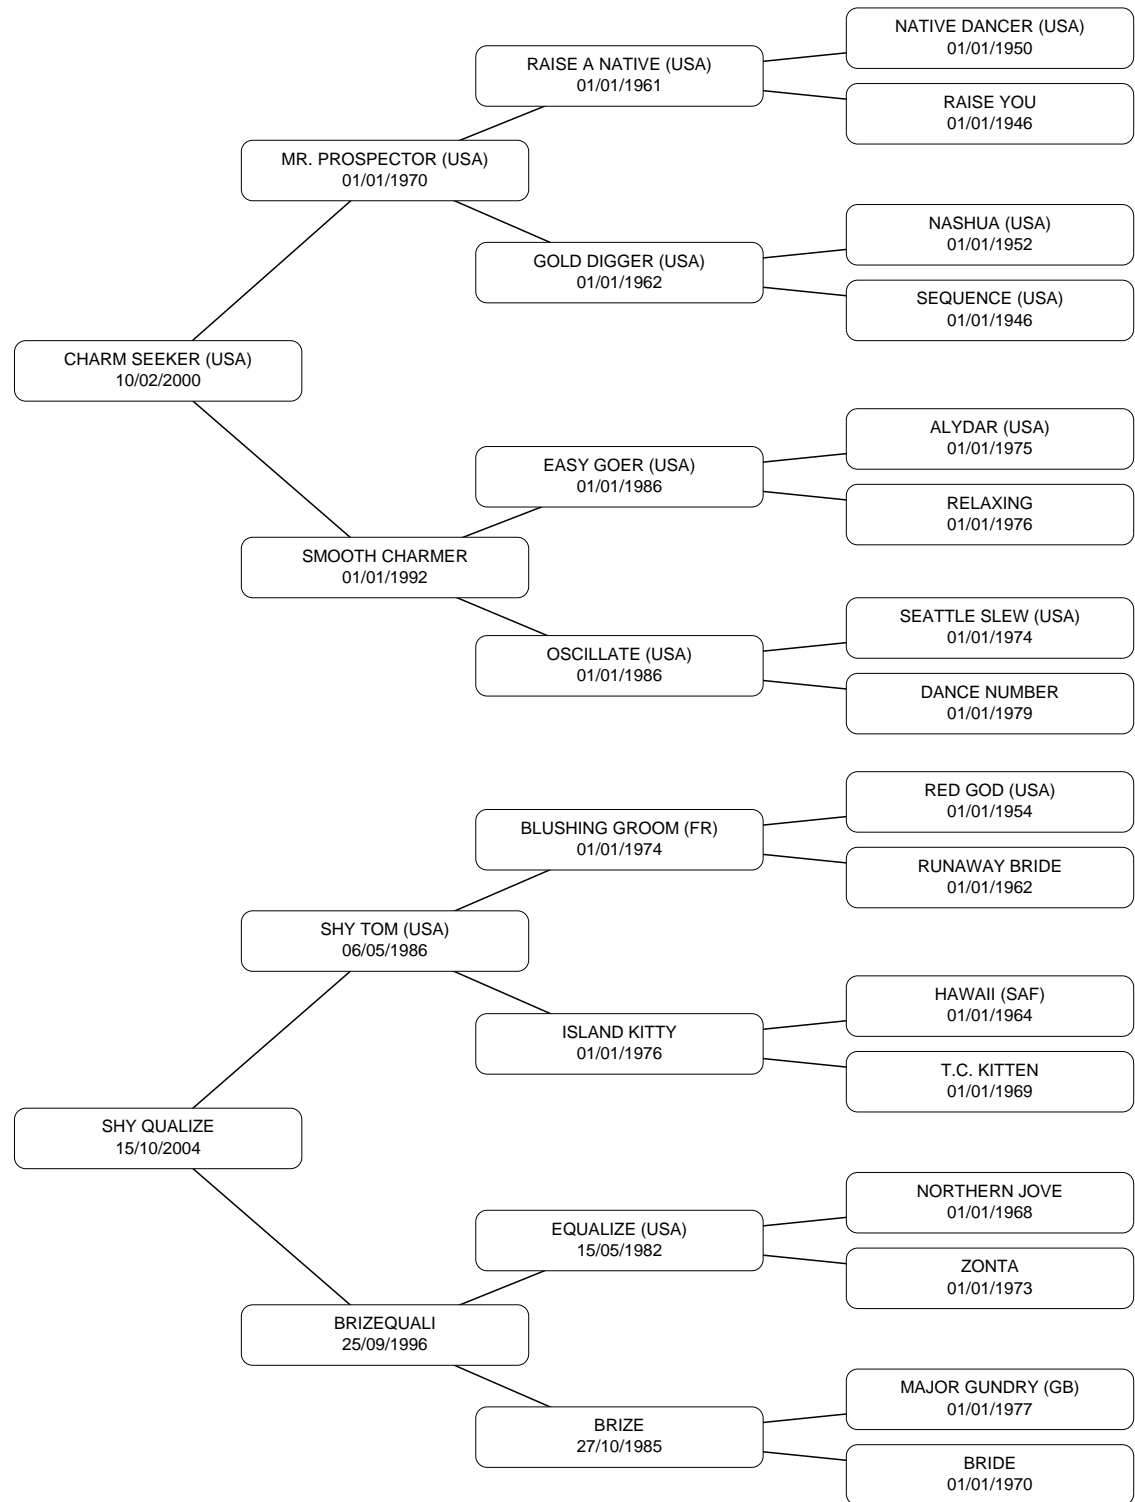 NATIVE DANCER (USA)
01/01/1950
RAISE A NATIVE (USA)
01/01/1961
RAISE YOU
01/01/1946
MR. PROSPECTOR (USA)
01/01/1970
NASHUA (USA)
01/01/1952
GOLD DIGGER (USA)
01/01/1962
SEQUENCE (USA)
01/01/1946
CHARM SEEKER (USA)
10/02/2000
ALYDAR (USA)
01/01/1975
EASY GOER (USA)
01/01/1986
RELAXING
01/01/1976
SMOOTH CHARMER
01/01/1992
SEATTLE SLEW (USA)
01/01/1974
OSCILLATE (USA)
01/01/1986
DANCE NUMBER
01/01/1979
RED GOD (USA)
01/01/1954
BLUSHING GROOM (FR)
01/01/1974
RUNAWAY BRIDE
01/01/1962
SHY TOM (USA)
06/05/1986
HAWAII (SAF)
01/01/1964
ISLAND KITTY
01/01/1976
T.C. KITTEN
01/01/1969
SHY QUALIZE
15/10/2004
NORTHERN JOVE
01/01/1968
EQUALIZE (USA)
15/05/1982
ZONTA
01/01/1973
BRIZEQUALI
25/09/1996
MAJOR GUNDRY (GB)
01/01/1977
BRIZE
27/10/1985
BRIDE
01/01/1970